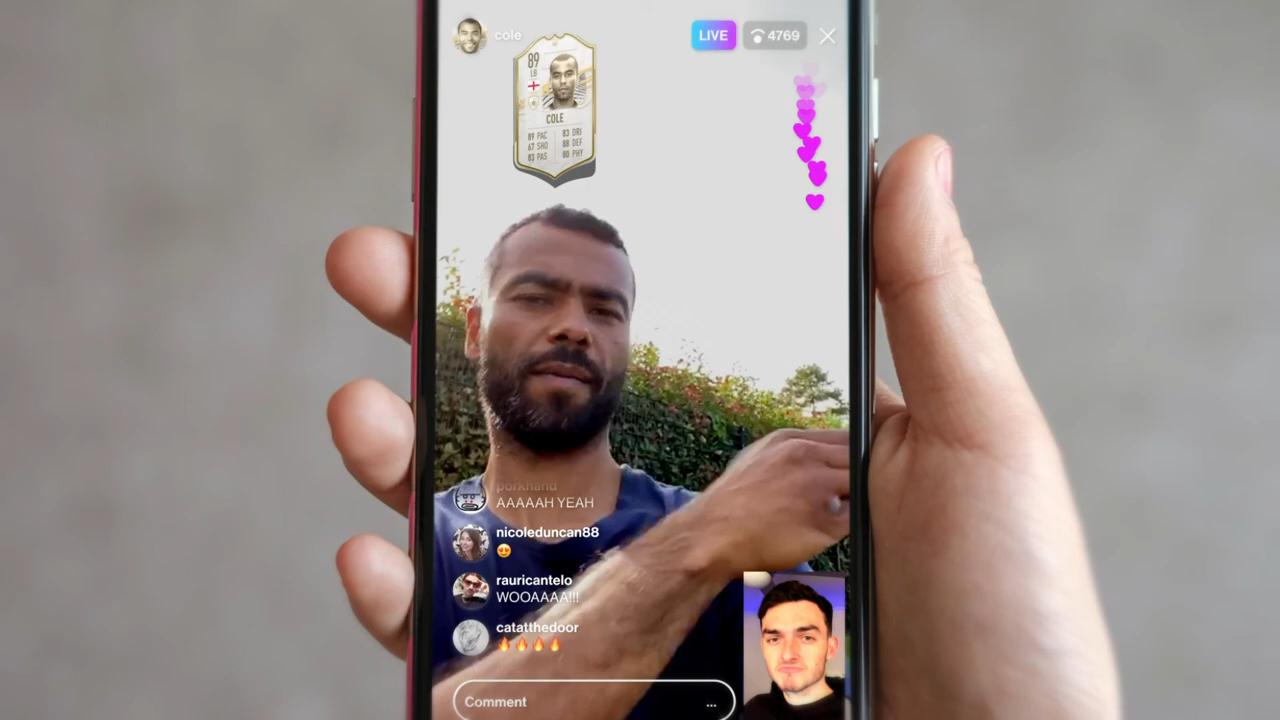 cole
LIVE
4769
89
LB
COLE
89 PAC
67 SHO
83 PAS
83 DRI
88 DEF
80 PHY
porkhand
AAAAAH YEAH
nicoleduncan88
😍
rauricantelo
WOOAAAA!!!
catatthedoor
🔥🔥🔥🔥
Comment
...